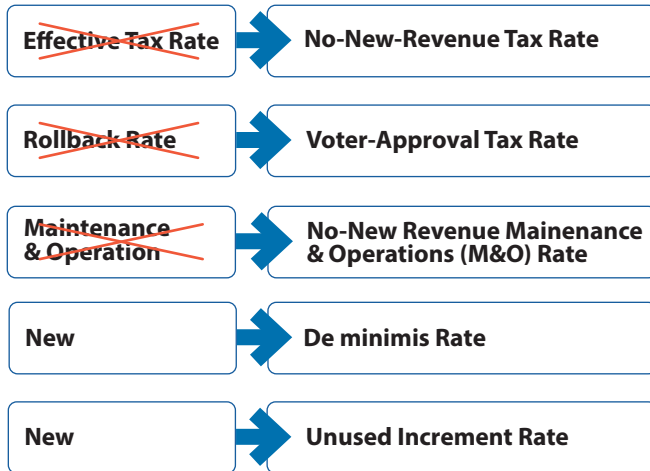 Effective Tax Rate
No-New-Revenue Tax Rate
Rollback Rate
Voter-Approval Tax Rate
Maintenance
& Operation
No-New Revenue Mainenance
& Operations (M&O) Rate
New
De minimis Rate
New
Unused Increment Rate